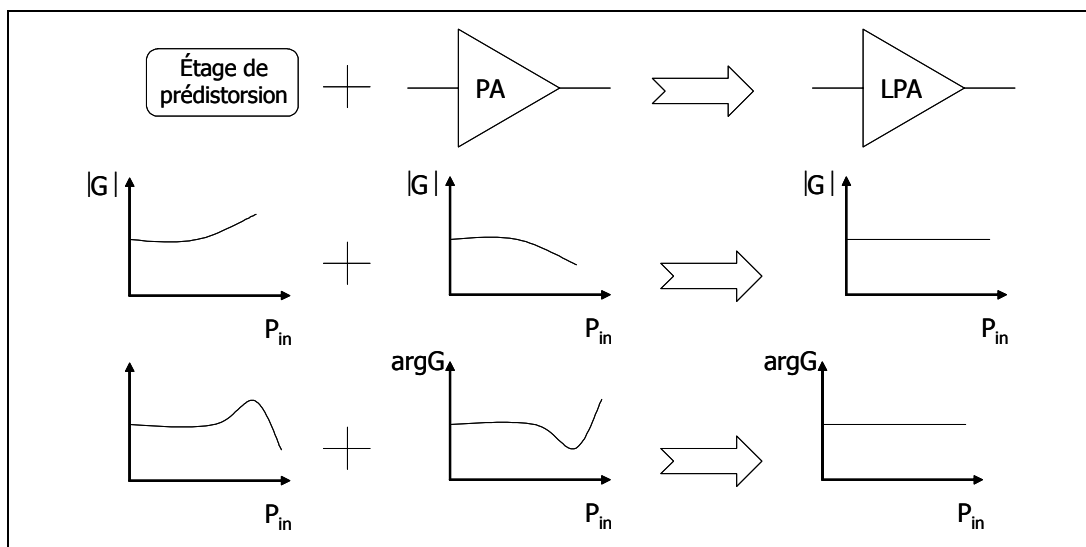 Étage de
prédistorsion
PA
LPA
|G|
|G|
|G|
P_in
P_in
P_in
argG
argG
P_in
P_in
P_in